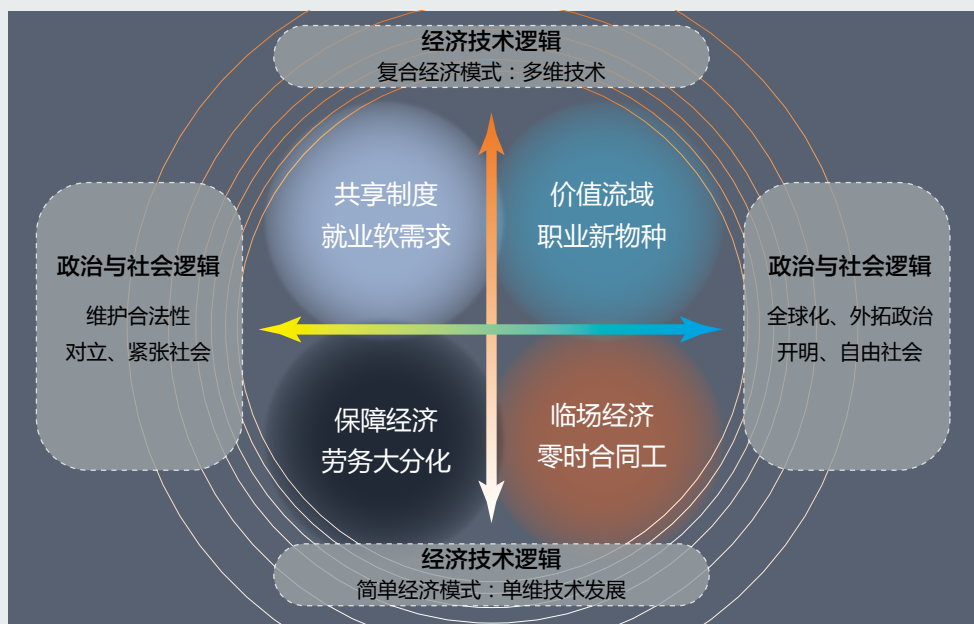 经济技术逻辑
复合经济模式：多维技术
共享制度
就业软需求
价值流域
职业新物种
政治与社会逻辑
维护合法性
对立、紧张社会
政治与社会逻辑
全球化、外拓政治
开明、自由社会
保障经济
劳务大分化
临场经济
零时合同工
经济技术逻辑
简单经济模式：单维技术发展